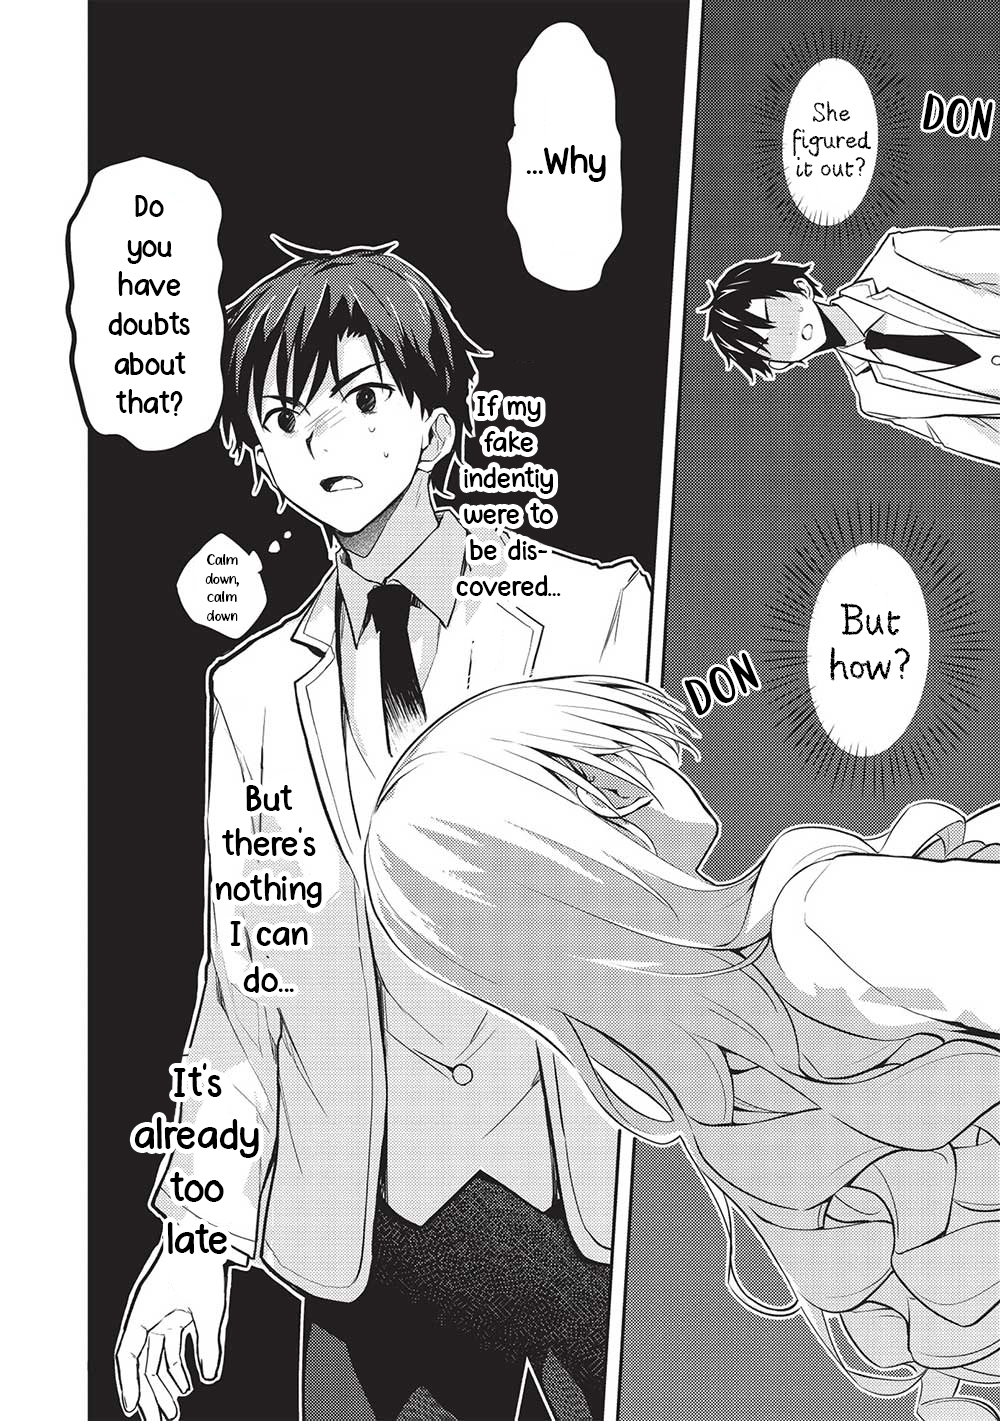 DON
She
figured
it out?
But
how?
DON
...Why
Do
you
have
doubts
about
that?
If my
fake
indentiy
were to
be dis-
covered...
Calm
down,
calm
down
But
there's
nothing
I can
do...
It's
already
too
late